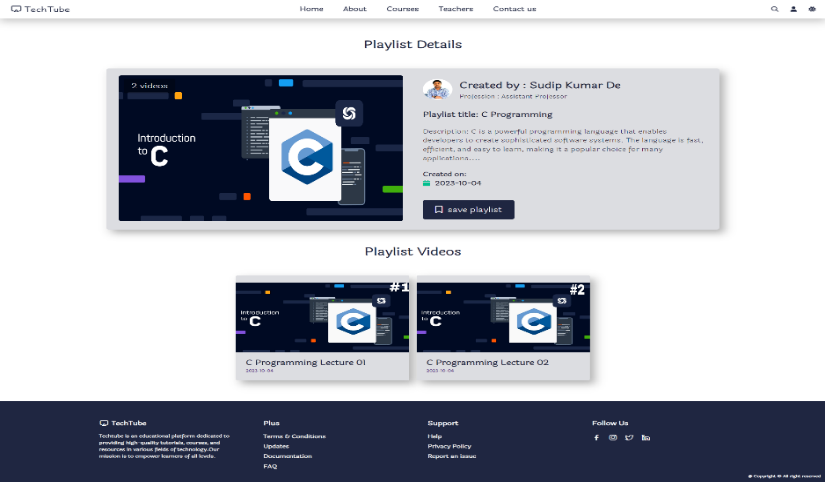 TechTube
Home About Courses Teachers Contact us
Playlist Details
2 videos
Introduction
to C
C
Created by : Sudip Kumar De
Profession : Assistant Professor
Playlist title: C Programming
Description: C is a powerful programming language that enables
developers to create sophisticated software systems. The language is fast,
efficient, and easy to learn, making it a popular choice for many
applications....
Created on:
2023-10-04
save playlist
Playlist Videos
#1
Introduction
to C
C
C Programming Lecture 01
2023-10-04
#2
Introduction
to C
C
C Programming Lecture 02
2023-10-04
TechTube
Techtube is an educational platform dedicated to
providing high-quality tutorials, courses, and
resources in various fields of technology.Our
mission is to empower learners of all levels.
Plus
Terms & Conditions
Updates
Documentation
FAQ
Support
Help
Privacy Policy
Report an issue
Follow Us
@ Copyright © All right reserved